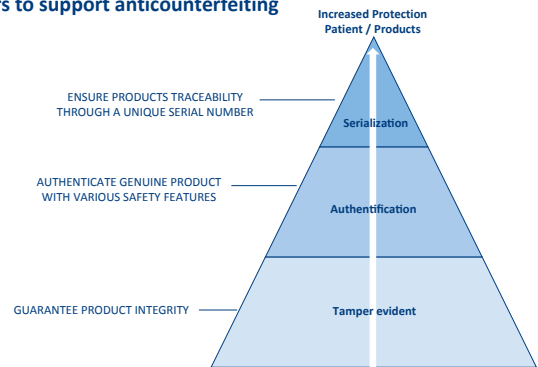 to support anticounterfeiting
Increased Protection
Patient / Products
ENSURE PRODUCTS TRACEABILITY
THROUGH A UNIQUE SERIAL NUMBER
Serialization
AUTHENTICATE GENUINE PRODUCT
WITH VARIOUS SAFETY FEATURES
Authentification
GUARANTEE PRODUCT INTEGRITY
Tamper evident